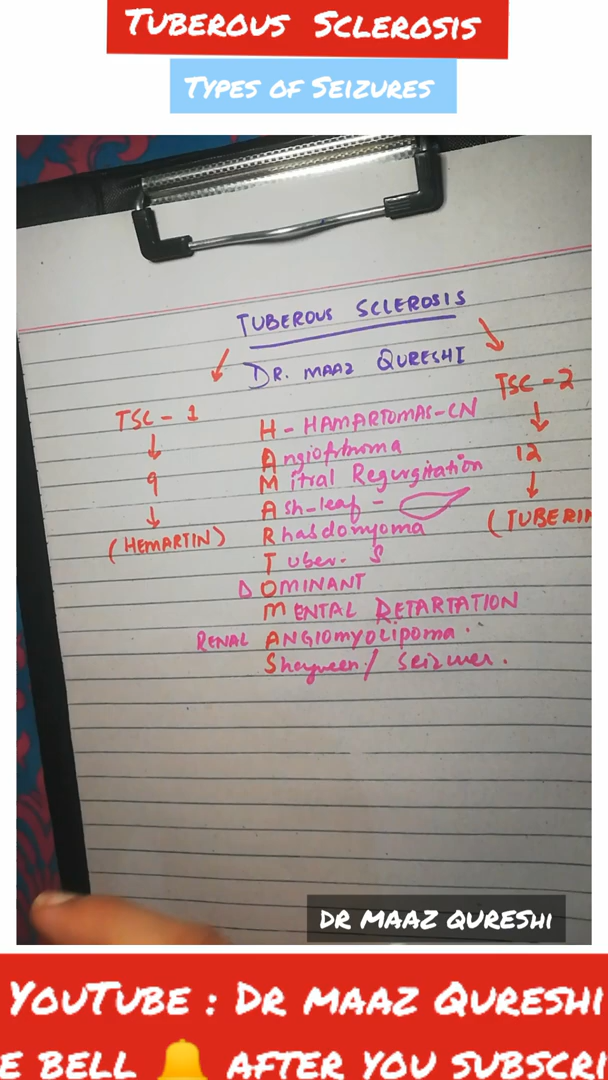 TUBEROUS SCLEROSIS
TYPES OF SEIZURES
TUBEROUS SCLEROSIS
DR. MAAZ QURESHI
TSC - 1
9
(HEMARTIN)
TSC - 2
12
(TUBERIN
H - HAMARTOMAS - CN
Angiofibroma
Mitral Regurgitation
Ash-leaf -
Rhabdomyoma
Tuber. S
DOMINANT
MENTAL RETARTATION
RENAL ANGIOMYOLIPOMA.
/ Seizures.
DR MAAZ QURESHI
YOUTUBE : DR MAAZ QURESHI
E BELL 🔔 AFTER YOU SUBSCRI